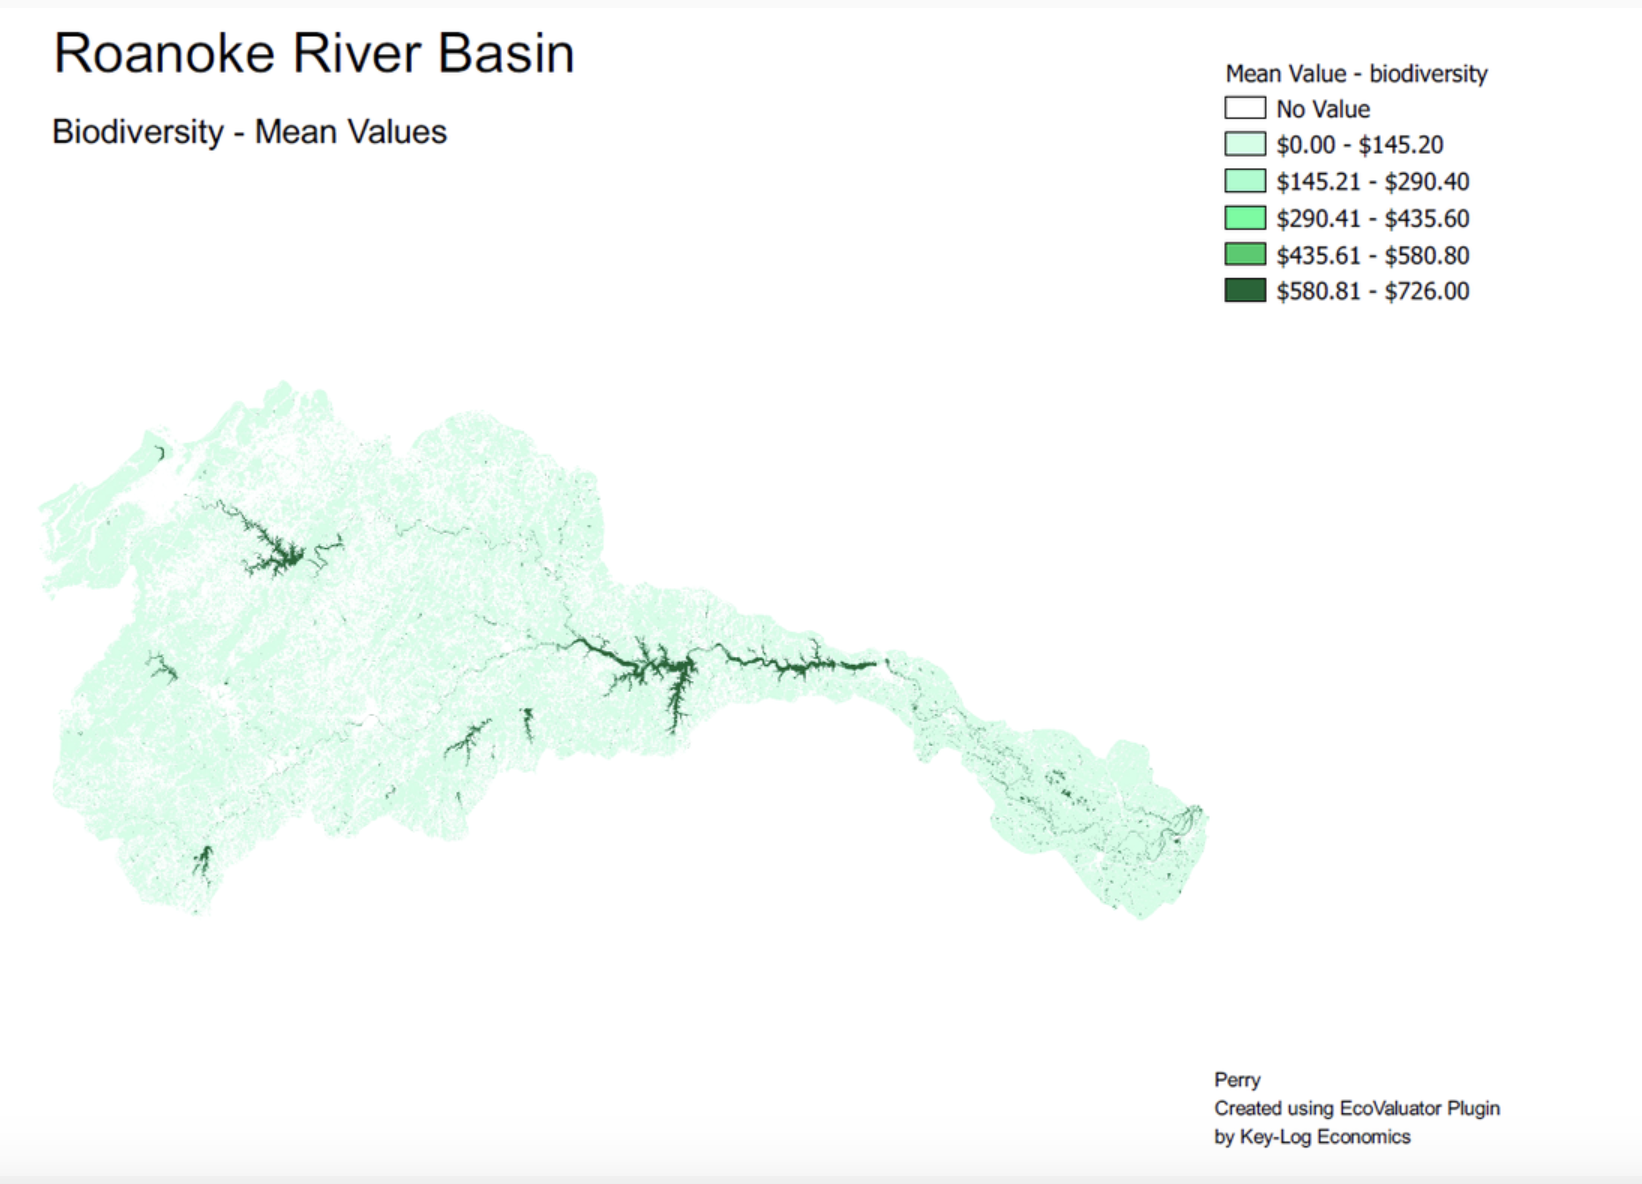 Roanoke River Basin
Biodiversity - Mean Values
Mean Value - biodiversity
No Value
$0.00 - $145.20
$145.21 - $290.40
$290.41 - $435.60
$435.61 - $580.80
$580.81 - $726.00
Perry
Created using EcoValuator Plugin
by Key-Log Economics